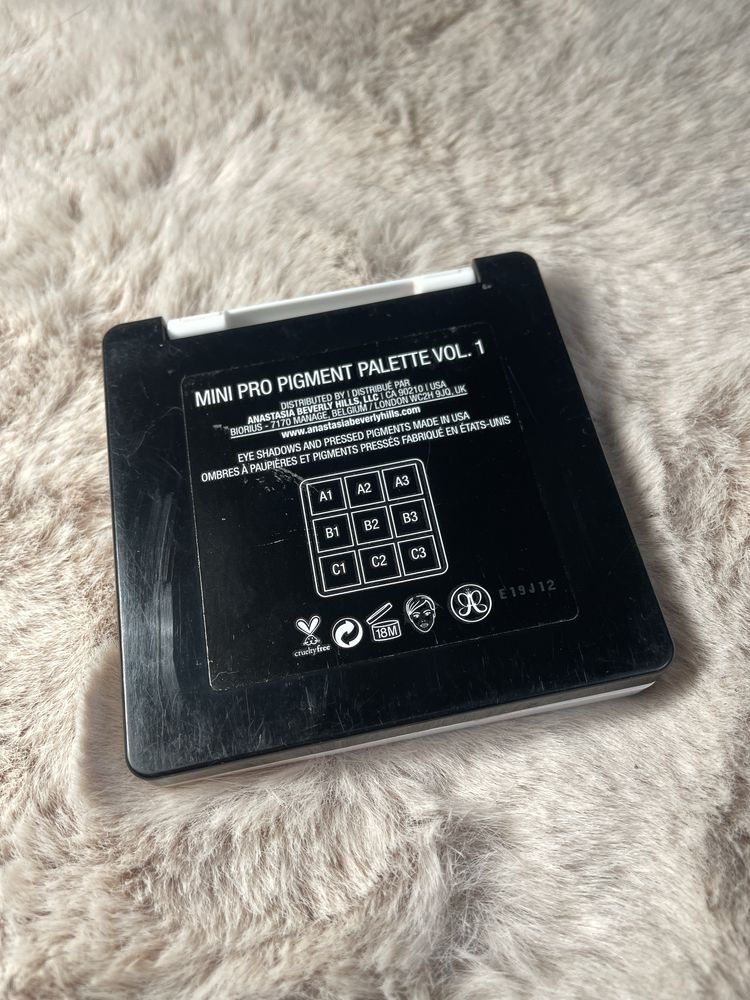 MINI PRO PIGMENT PALETTE VOL. 1
DISTRIBUTED BY | DISTRIBUÉ PAR
ANASTASIA BEVERLY HILLS, LLC | CA 90210 | USA
BIORIUS - 7170 MANAGE, BELGIUM / LONDON WC2H 9JQ, UK
www.anastasiabeverlyhills.com
EYE SHADOWS AND PRESSED PIGMENTS MADE IN USA
OMBRES À PAUPIÈRES ET PIGMENTS PRESSÉS FABRIQUÉ EN ÉTATS-UNIS
A1 A2 A3
B1 B2 B3
C1 C2 C3
E19J12
18M
crueltyfree